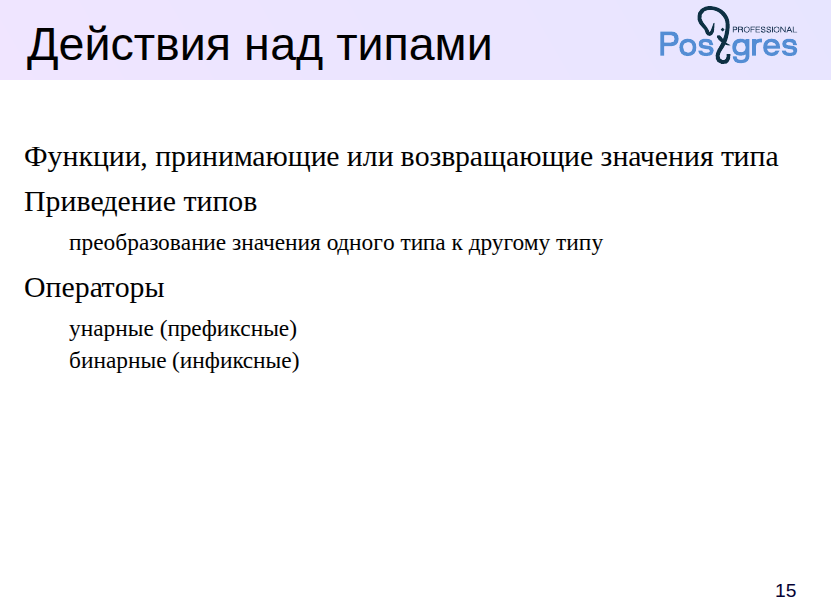 Действия над типами
PROFESSIONAL
Postgres
Функции, принимающие или возвращающие значения типа
Приведение типов
преобразование значения одного типа к другому типу
Операторы
унарные (префиксные)
бинарные (инфиксные)
15